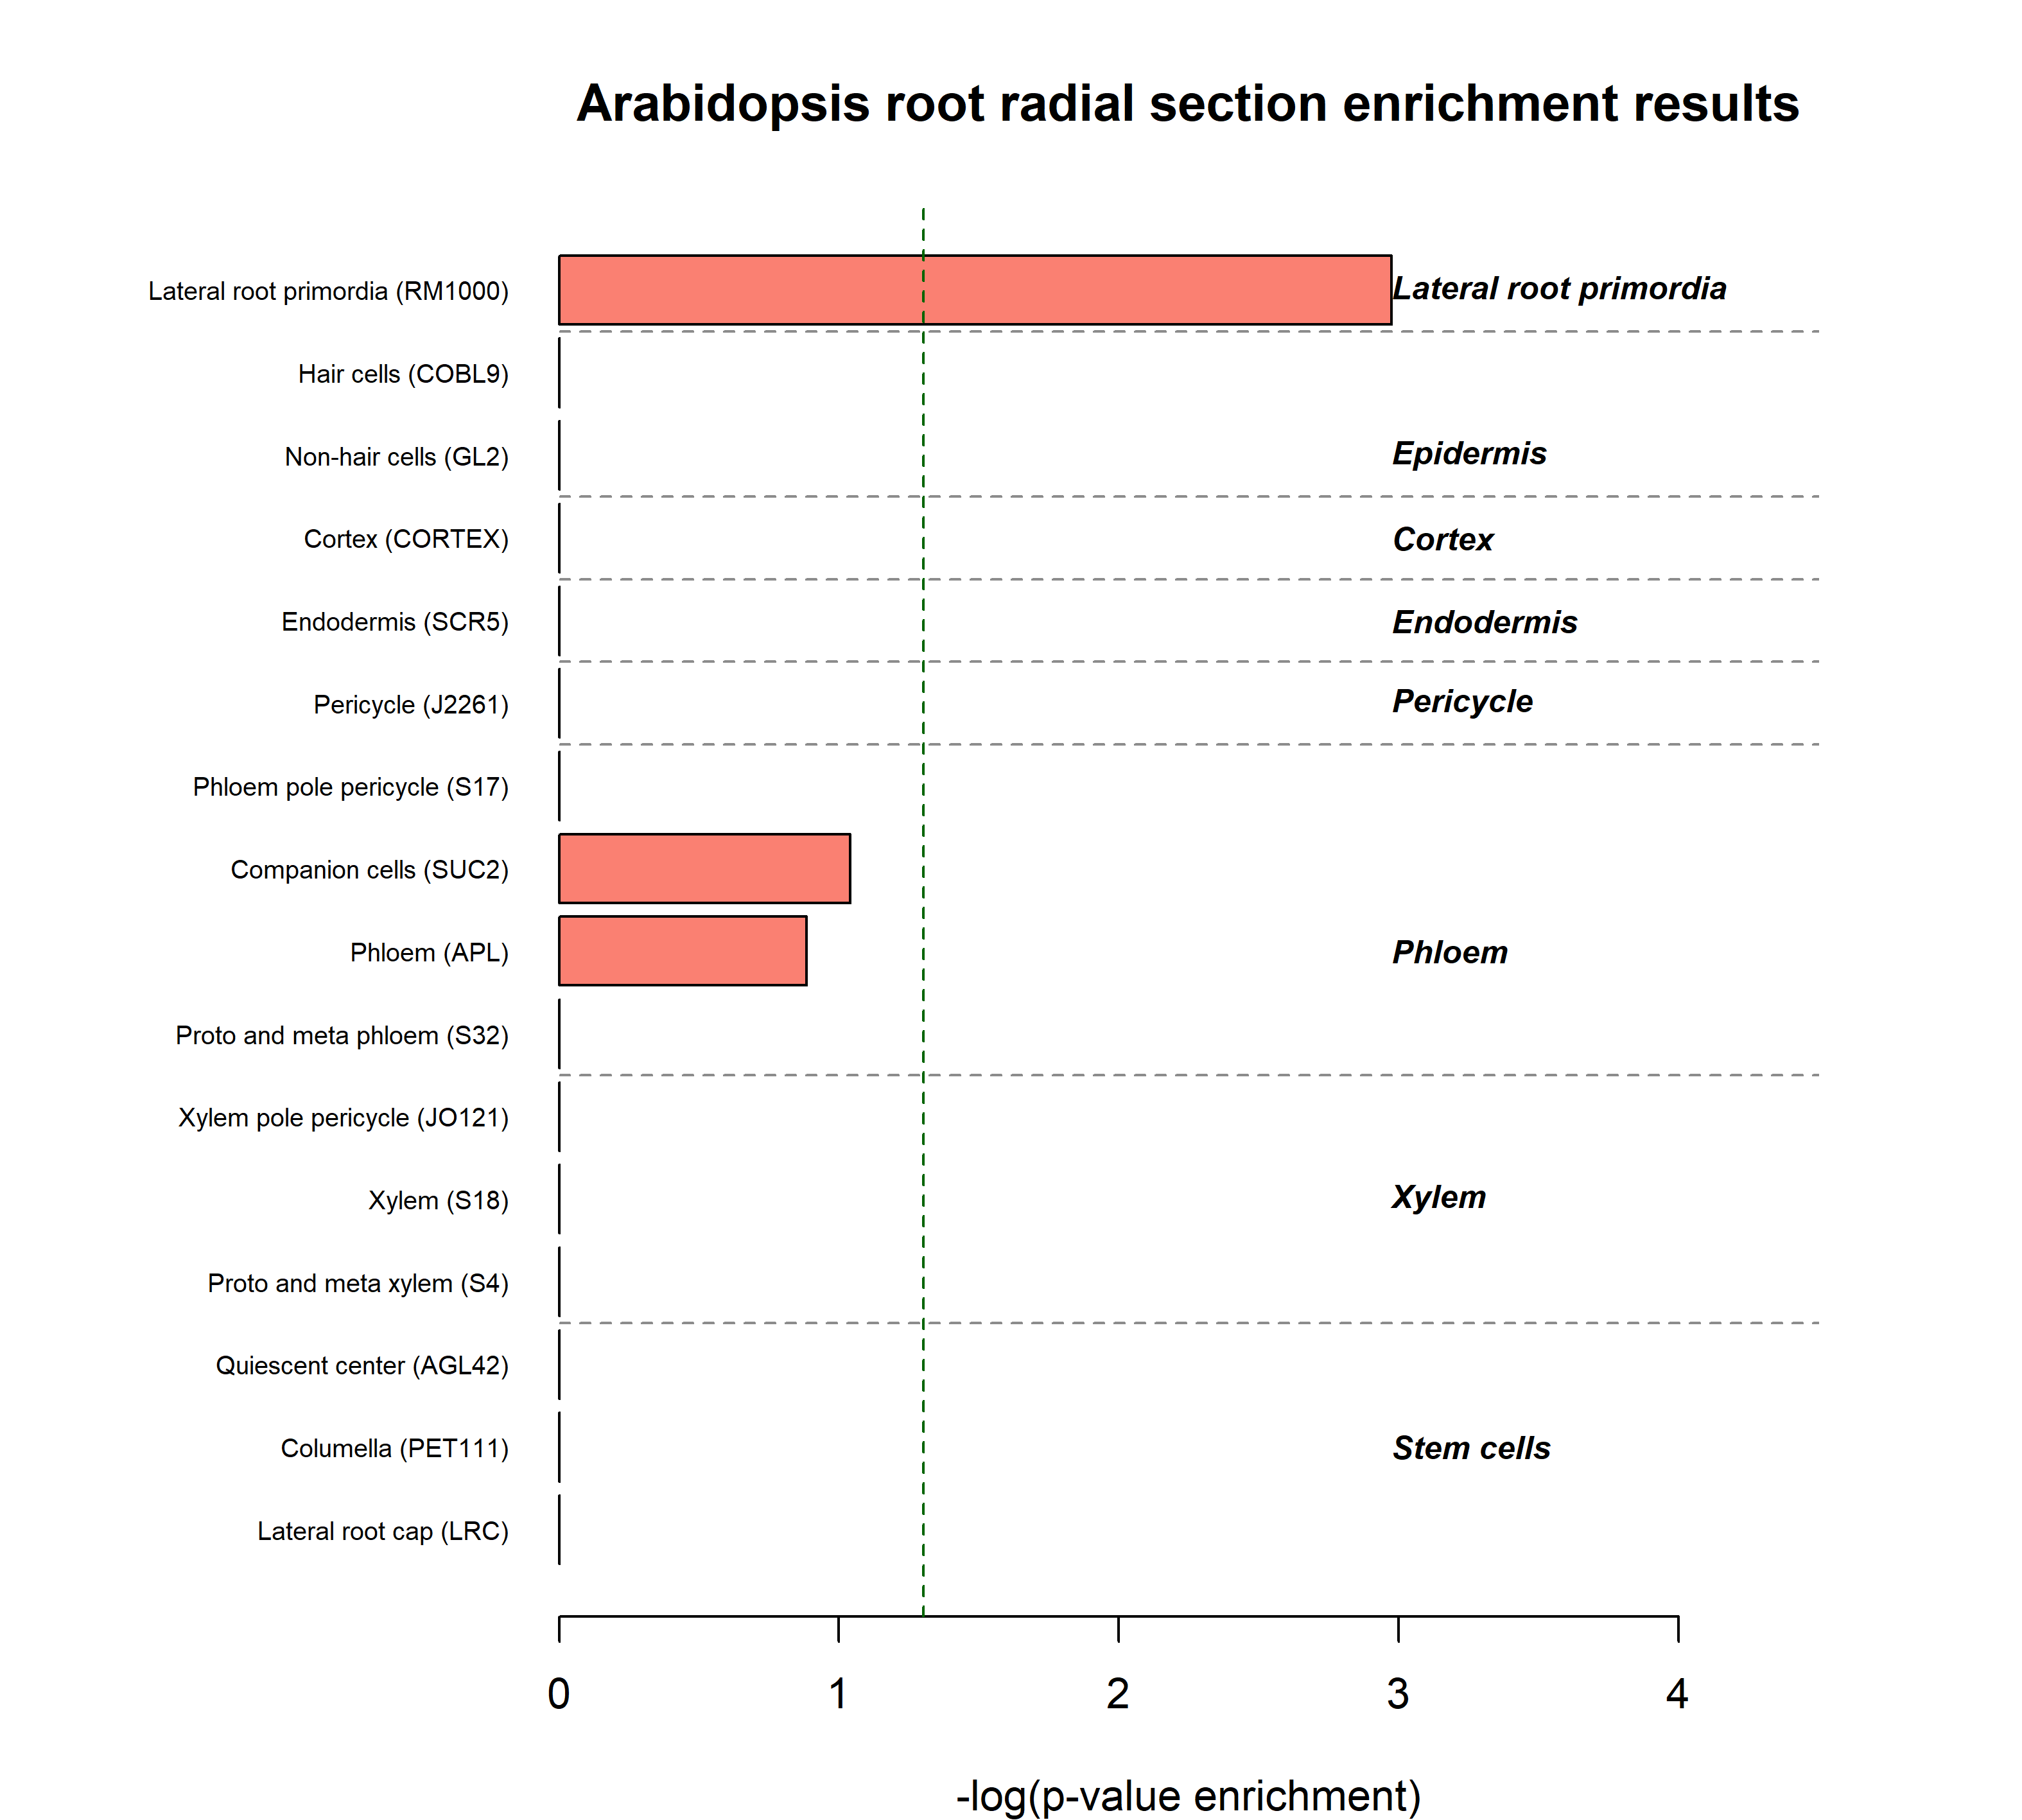 Arabidopsis root radial section enrichment results
Lateral root primordia (RM1000)
Lateral root primordia
Hair cells (COBL9)
Non-hair cells (GL2)
Epidermis
Cortex (CORTEX)
Cortex
Endodermis (SCR5)
Endodermis
Pericycle (J2261)
Pericycle
Phloem pole pericycle (S17)
Companion cells (SUC2)
Phloem (APL)
Phloem
Proto and meta phloem (S32)
Xylem pole pericycle (JO121)
Xylem (S18)
Xylem
Proto and meta xylem (S4)
Quiescent center (AGL42)
Columella (PET111)
Stem cells
Lateral root cap (LRC)
0 1 2 3 4
-log(p-value enrichment)